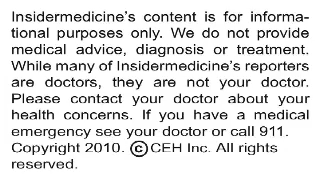 Insidermedicine's content is for informa-
tional purposes only. We do not provide
medical advice, diagnosis or treatment.
While many of Insidermedicine's reporters
are doctors, they are not your doctor.
Please contact your doctor about your
health concerns. If you have a medical
emergency see your doctor or call 911.
Copyright 2010. © CEH Inc. All rights
reserved.